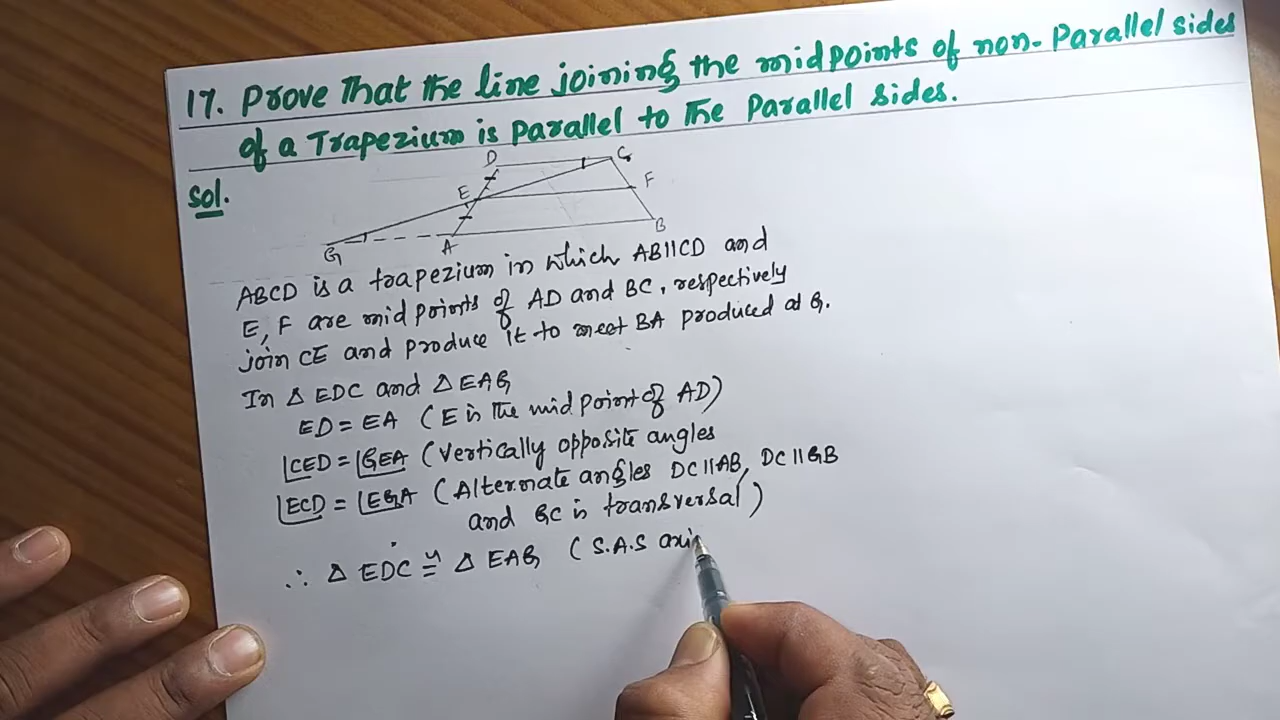 17. Prove That the line joining the midpoints of non-Parallel sides
of a Trapezium is Parallel to The Parallel sides.
Sol.
D C
E F
G A B
ABCD is a trapezium in which AB||CD and
E, F are mid points of AD and BC, respectively
join CE and produce it to meet BA produced at G.
In △ EDC and △ EAG
ED = EA (E is the midpoint of AD)
∠CED = ∠GEA (Vertically opposite angles
∠ECD = ∠EGA (Alternate angles DC||AB, DC||GB
and GC is transversal)
∴ △ EDC ≅ △ EAG (S.A.S axi